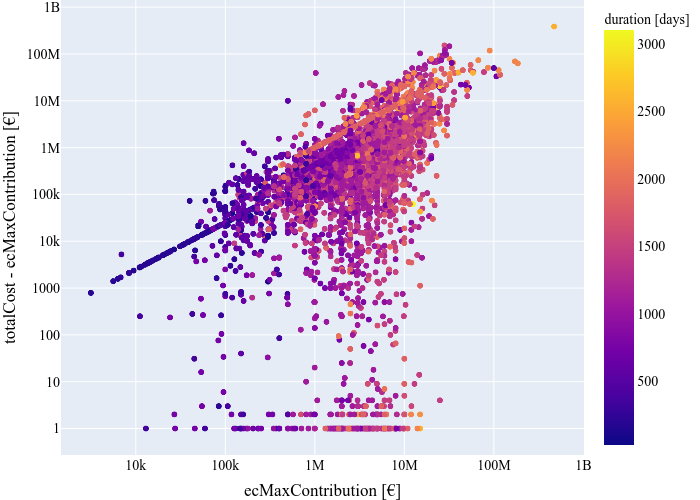 1B
100M
10M
1M
100k
10k
1000
100
10
1
10k
100k
1M
10M
100M
1B
ecMaxContribution [€]
totalCost - ecMaxContribution [€]
duration [days]
3000
2500
2000
1500
1000
500